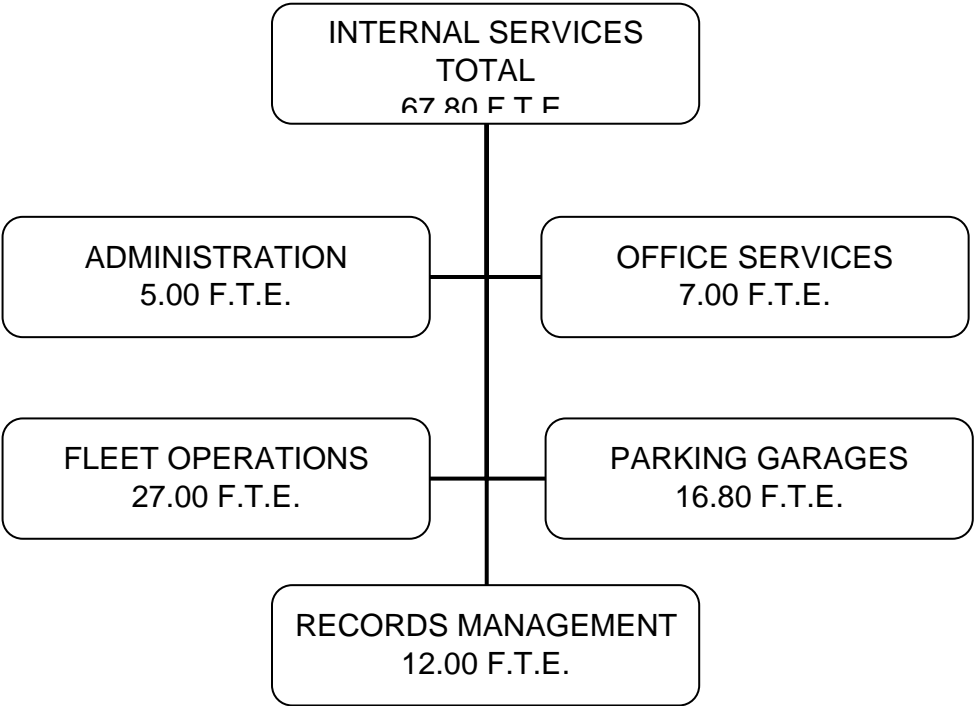 INTERNAL SERVICES
TOTAL
67.80 F.T.E.
ADMINISTRATION
5.00 F.T.E.
OFFICE SERVICES
7.00 F.T.E.
FLEET OPERATIONS
27.00 F.T.E.
PARKING GARAGES
16.80 F.T.E.
RECORDS MANAGEMENT
12.00 F.T.E.